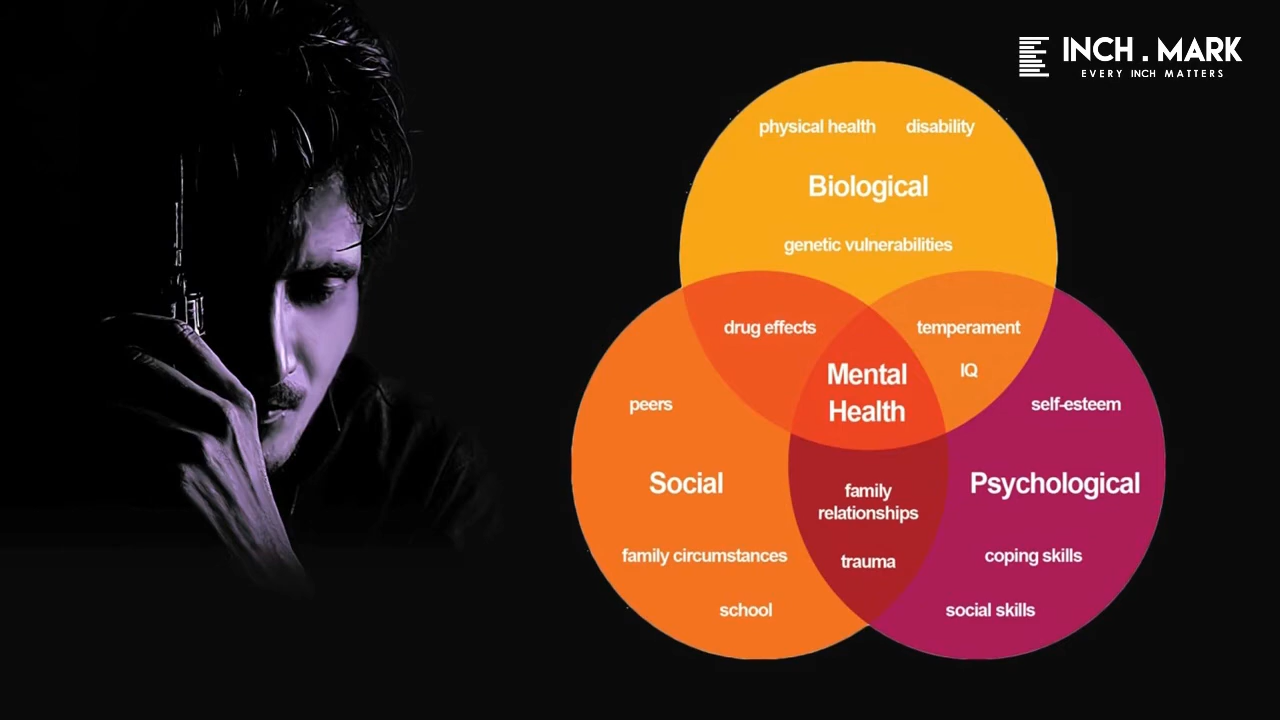 INCH . MARK
EVERY INCH MATTERS
physical health disability
Biological
genetic vulnerabilities
drug effects
temperament
Mental
Health
IQ
peers
self-esteem
Social
Psychological
family
relationships
family circumstances
trauma
coping skills
school
social skills